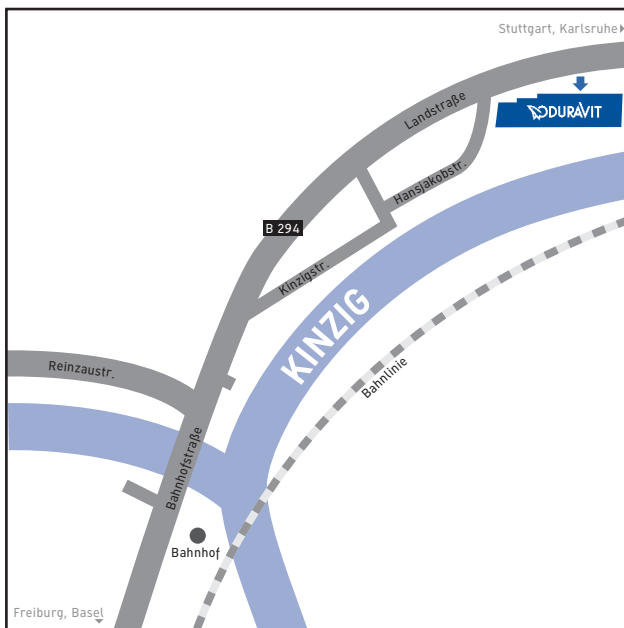 Stuttgart, Karlsruhe
Landstraße
DURAVIT
Hansjakobstr.
B 294
Kinzigstr.
KINZIG
Reinzaustr.
Bahnlinie
Bahnhofstraße
Bahnhof
Freiburg, Basel